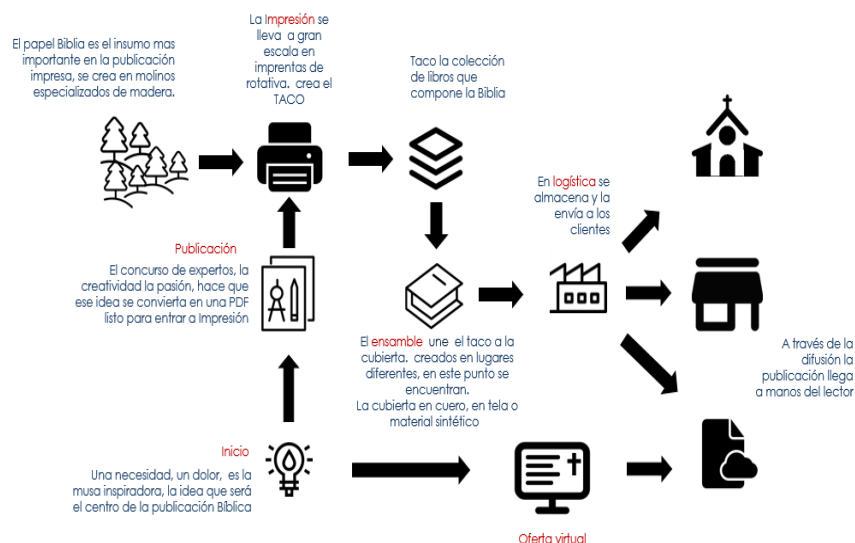 El papel Biblia es el insumo mas
importante en la publicación
impresa, se crea en molinos
especializados de madera.
La Impresión se
lleva a gran
escala en
imprentas de
rotativa. crea el
TACO
Taco la colección
de libros que
compone la Biblia
En logística se
almacena y la
envía a los
clientes
Publicación
El concurso de expertos, la
creatividad la pasión, hace que
ese idea se convierta en una PDF
listo para entrar a Impresión
El ensamble une el taco a la
cubierta. creados en lugares
diferentes, en este punto se
encuentran.
La cubierta en cuero, en tela o
material sintético
A través de la
difusión la
publicación llega
a manos del lector
Inicio
Una necesidad, un dolor, es la
musa inspiradora, la idea que será
el centro de la publicación Bíblica
Oferta virtual